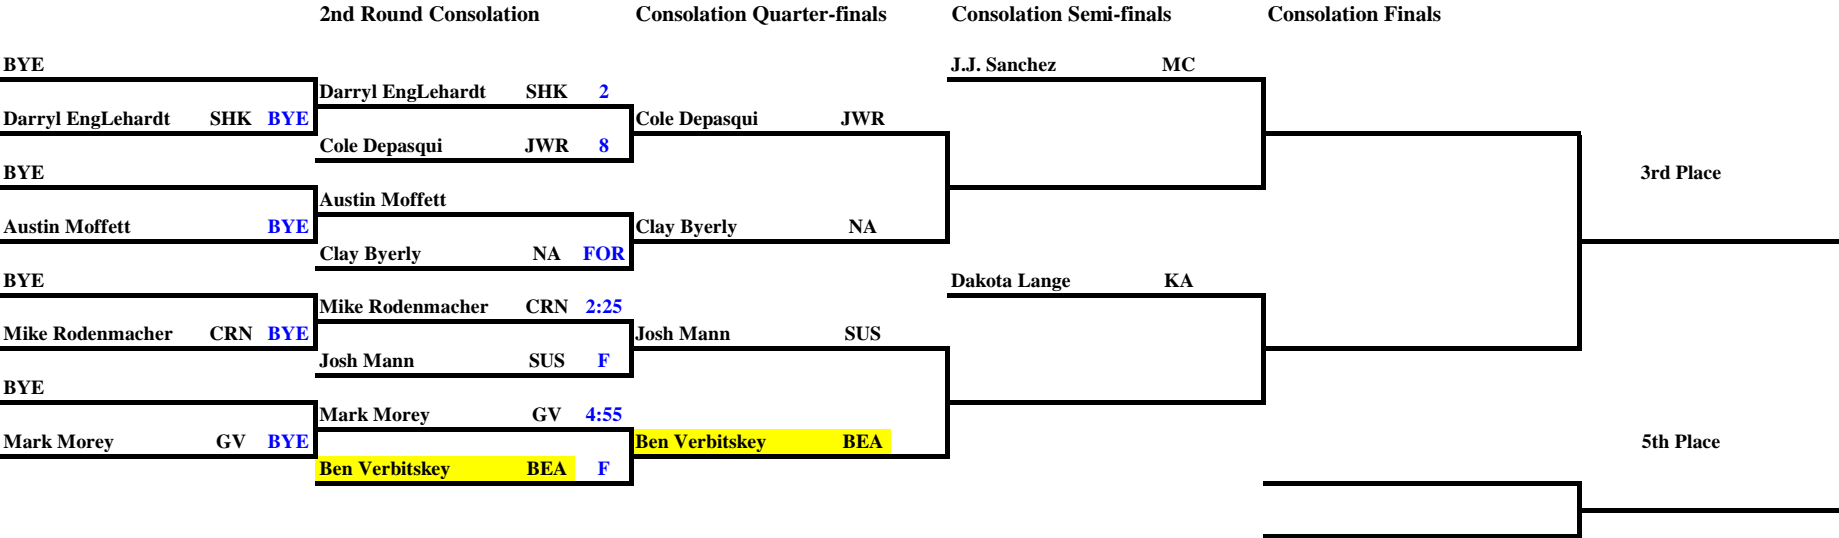 2nd Round Consolation Consolation Quarter-finals Consolation Semi-finals Consolation Finals
BYE J.J. Sanchez MC
Darryl EngLehardt SHK 2
Darryl EngLehardt SHK BYE Cole Depasqui JWR
Cole Depasqui JWR 8
BYE 3rd Place
Austin Moffett
Austin Moffett BYE Clay Byerly NA
Clay Byerly NA FOR
BYE Dakota Lange KA
Mike Rodenmacher CRN 2:25
Mike Rodenmacher CRN BYE Josh Mann SUS
Josh Mann SUS F
BYE
Mark Morey GV 4:55
Mark Morey GV BYE Ben Verbitskey BEA 5th Place
Ben Verbitskey BEA F